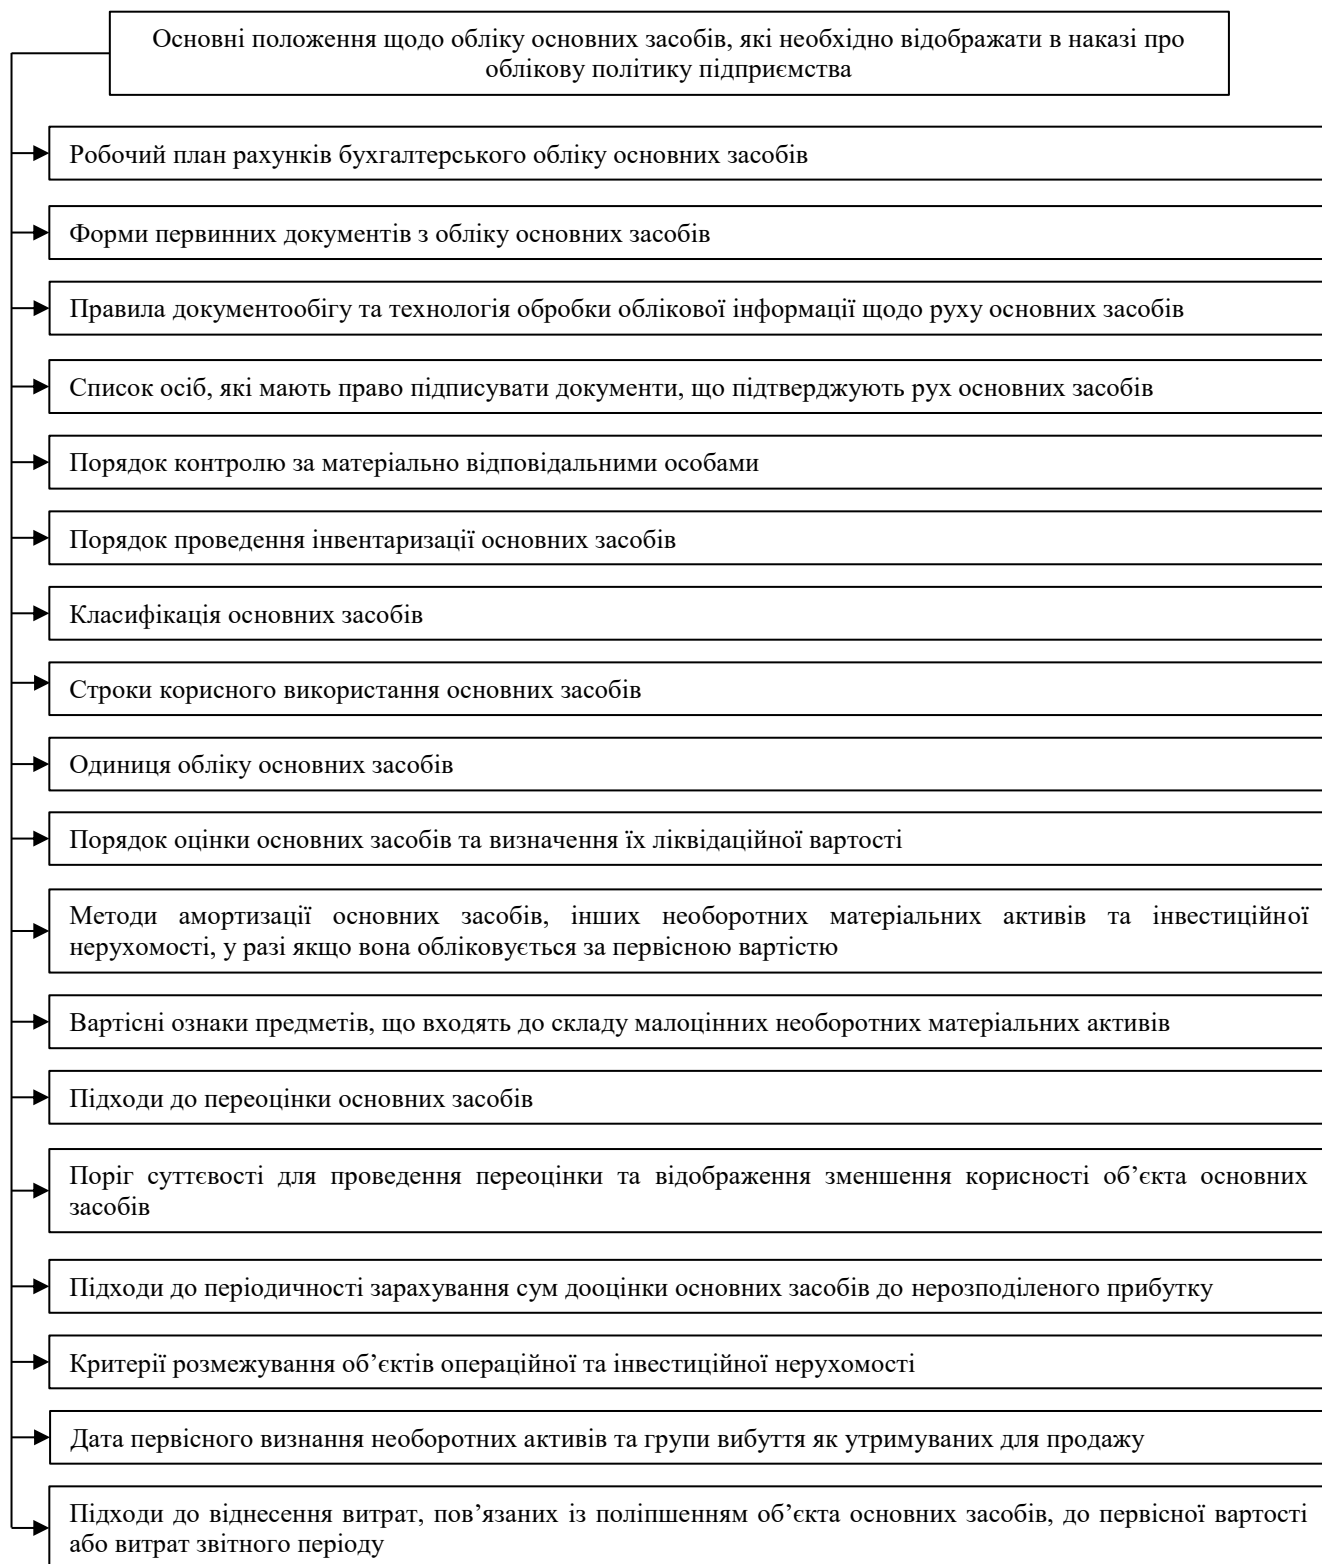 Основні положення щодо обліку основних засобів, які необхідно відображати в наказі про
облікову політику підприємства
Робочий план рахунків бухгалтерського обліку основних засобів
Форми первинних документів з обліку основних засобів
Правила документообігу та технологія обробки облікової інформації щодо руху основних засобів
Список осіб, які мають право підписувати документи, що підтверджують рух основних засобів
Порядок контролю за матеріально відповідальними особами
Порядок проведення інвентаризації основних засобів
Класифікація основних засобів
Строки корисного використання основних засобів
Одиниця обліку основних засобів
Порядок оцінки основних засобів та визначення їх ліквідаційної вартості
Методи амортизації основних засобів, інших необоротних матеріальних активів та інвестиційної
нерухомості, у разі якщо вона обліковується за первісною вартістю
Вартісні ознаки предметів, що входять до складу малоцінних необоротних матеріальних активів
Підходи до переоцінки основних засобів
Поріг суттєвості для проведення переоцінки та відображення зменшення корисності об’єкта основних
засобів
Підходи до періодичності зарахування сум дооцінки основних засобів до нерозподіленого прибутку
Критерії розмежування об’єктів операційної та інвестиційної нерухомості
Дата первісного визнання необоротних активів та групи вибуття як утримуваних для продажу
Підходи до віднесення витрат, пов’язаних із поліпшенням об’єкта основних засобів, до первісної вартості
або витрат звітного періоду